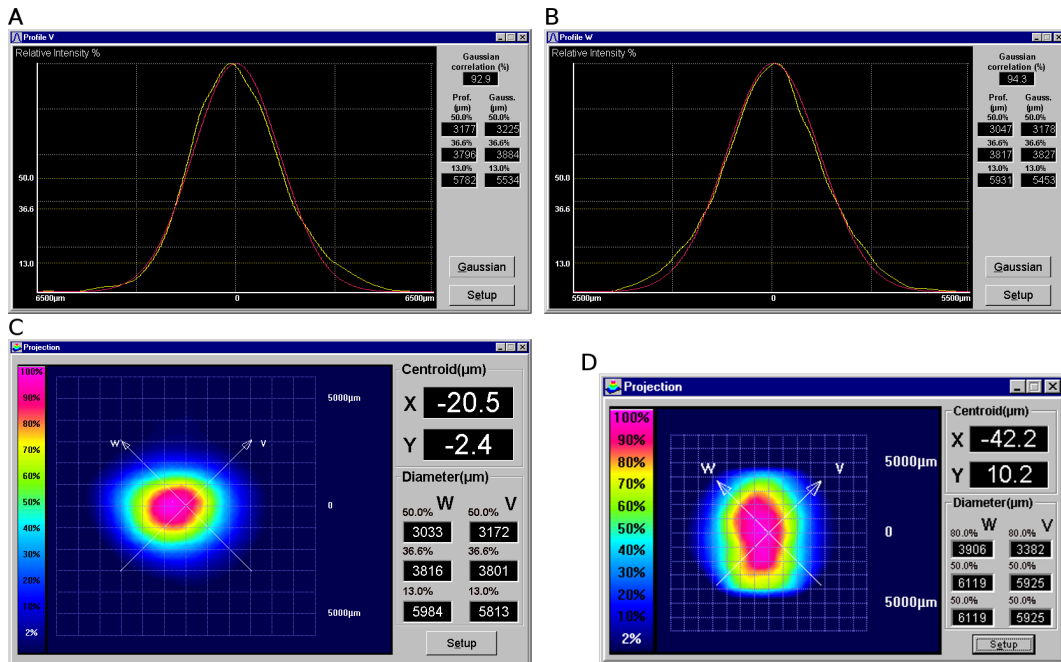 A
Profile V
Relative Intensity %
50.0
36.6
13.0
6500µm 0 6500µm
Gaussian
correlation (%)
92.9
Prof. Gauss.
(µm) (µm)
50.0% 50.0%
3177 3225
36.6% 36.6%
3796 3884
13.0% 13.0%
5782 5534
Gaussian
Setup
B
Profile W
Relative Intensity %
50.0
36.6
13.0
5500µm 0 5500µm
Gaussian
correlation (%)
94.3
Prof. Gauss.
(µm) (µm)
50.0% 50.0%
3047 3178
36.6% 36.6%
3817 3827
13.0% 13.0%
5931 5453
Gaussian
Setup
C
Projection
100%
90%
80%
70%
60%
50%
40%
30%
20%
10%
2%
W V
5000µm
0
5000µm
Centroid(µm)
X -20.5
Y -2.4
Diameter(µm)
W V
50.0% 50.0%
3033 3172
36.6% 36.6%
3816 3801
13.0% 13.0%
5984 5813
Setup
D
Projection
100%
90%
80%
70%
60%
50%
40%
30%
20%
10%
2%
W V
5000µm
0
5000µm
Centroid(µm)
X -42.2
Y 10.2
Diameter(µm)
W V
80.0% 80.0%
3906 3382
50.0% 50.0%
6119 5925
50.0% 50.0%
6119 5925
Setup